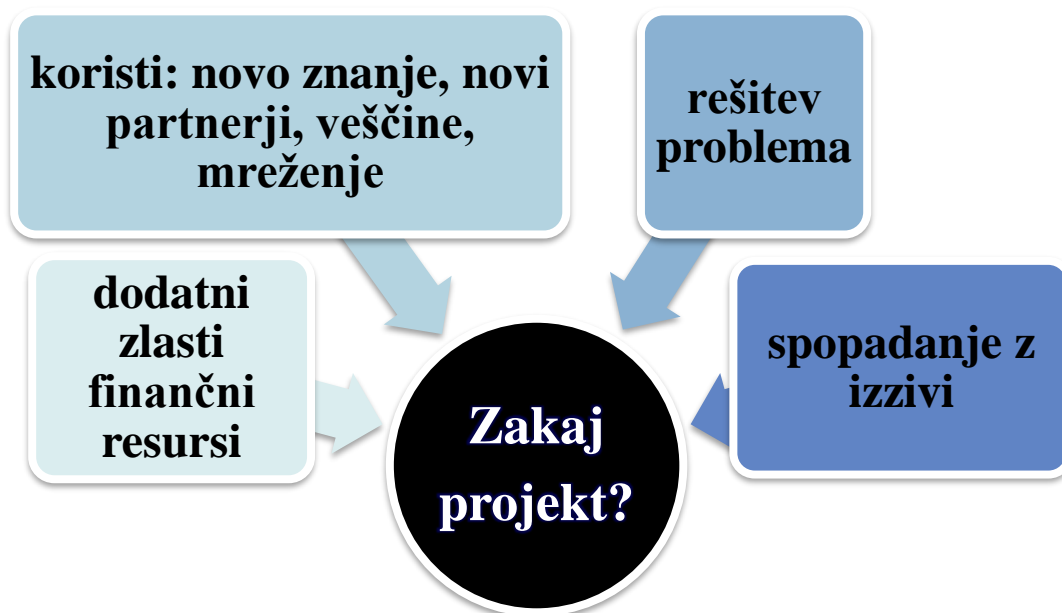 koristi: novo znanje, novi
partnerji, veščine,
mreženje
rešitev
problema
dodatni
zlasti
finančni
resursi
spopadanje z
izzivi
Zakaj
projekt?